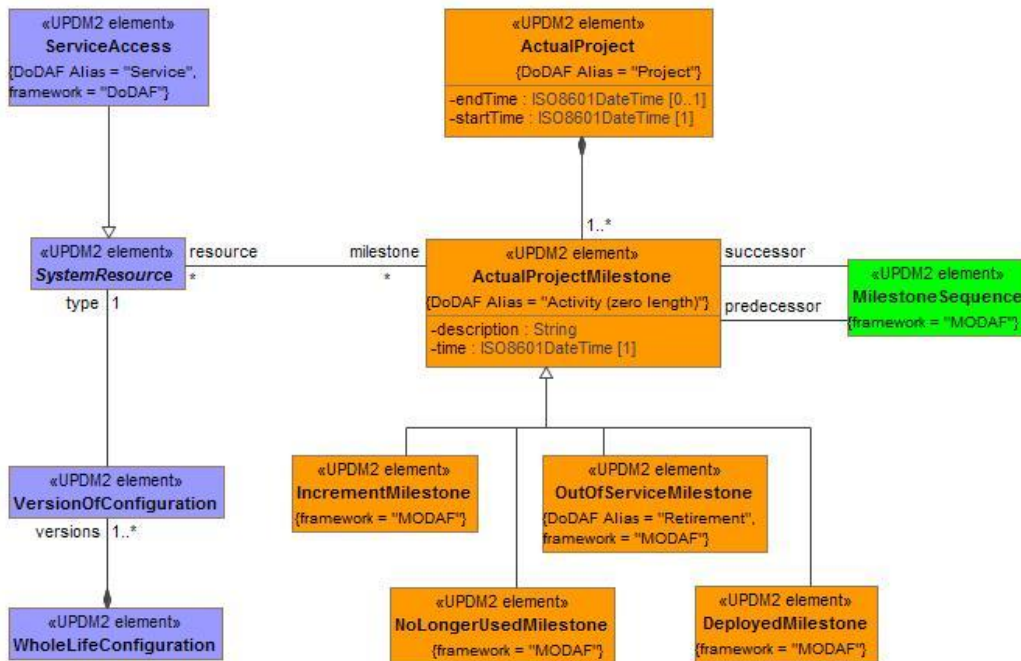 «UPDM2 element»
ServiceAccess
{DoDAF Alias = "Service",
framework = "DoDAF"}
«UPDM2 element»
ActualProject
{DoDAF Alias = "Project"}
-endTime : ISO8601DateTime [0..1]
-startTime : ISO8601DateTime [1]
1..*
«UPDM2 element»
SystemResource
resource
*
milestone
*
type 1
«UPDM2 element»
ActualProjectMilestone
{DoDAF Alias = "Activity (zero length)"}
-description : String
-time : ISO8601DateTime [1]
successor
predecessor
«UPDM2 element»
MilestoneSequence
{framework = "MODAF"}
«UPDM2 element»
VersionOfConfiguration
versions 1..*
«UPDM2 element»
IncrementMilestone
{framework = "MODAF"}
«UPDM2 element»
OutOfServiceMilestone
{DoDAF Alias = "Retirement",
framework = "MODAF"}
«UPDM2 element»
WholeLifeConfiguration
«UPDM2 element»
NoLongerUsedMilestone
{framework = "MODAF"}
«UPDM2 element»
DeployedMilestone
{framework = "MODAF"}